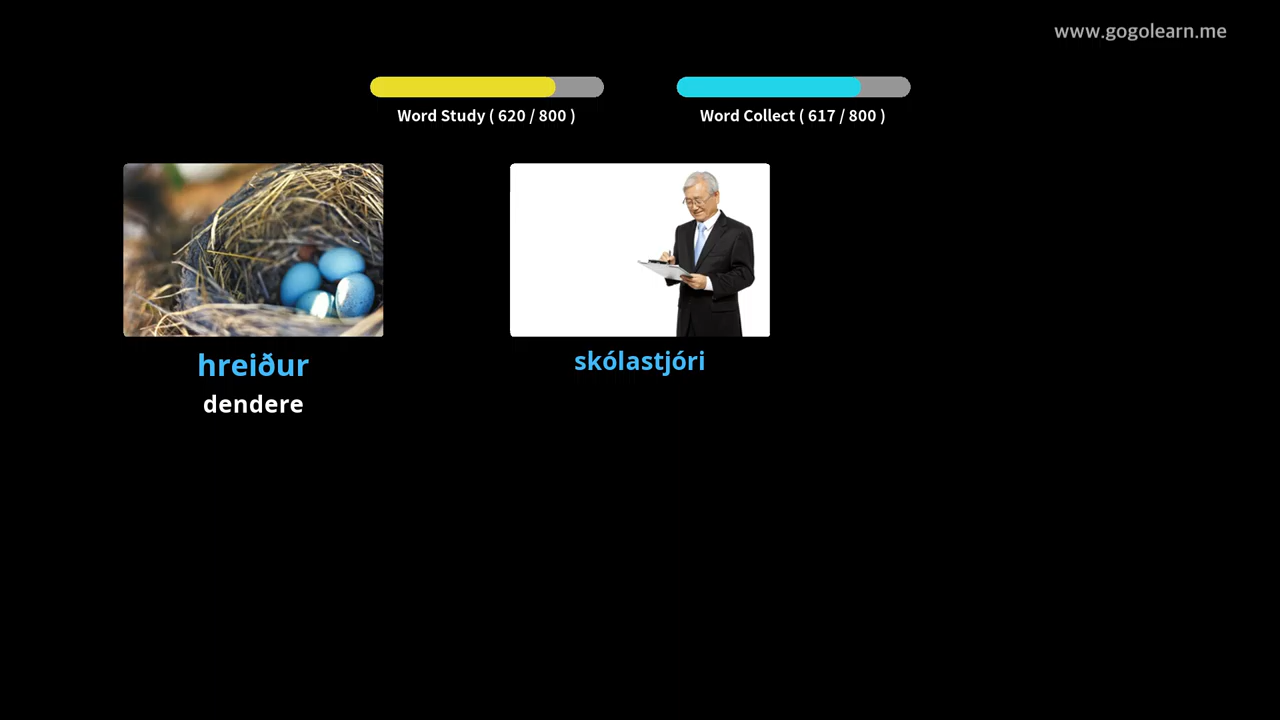 www.gogolearn.me
Word Study ( 620 / 800 )
Word Collect ( 617 / 800 )
hreiður
dendere
skólastjóri